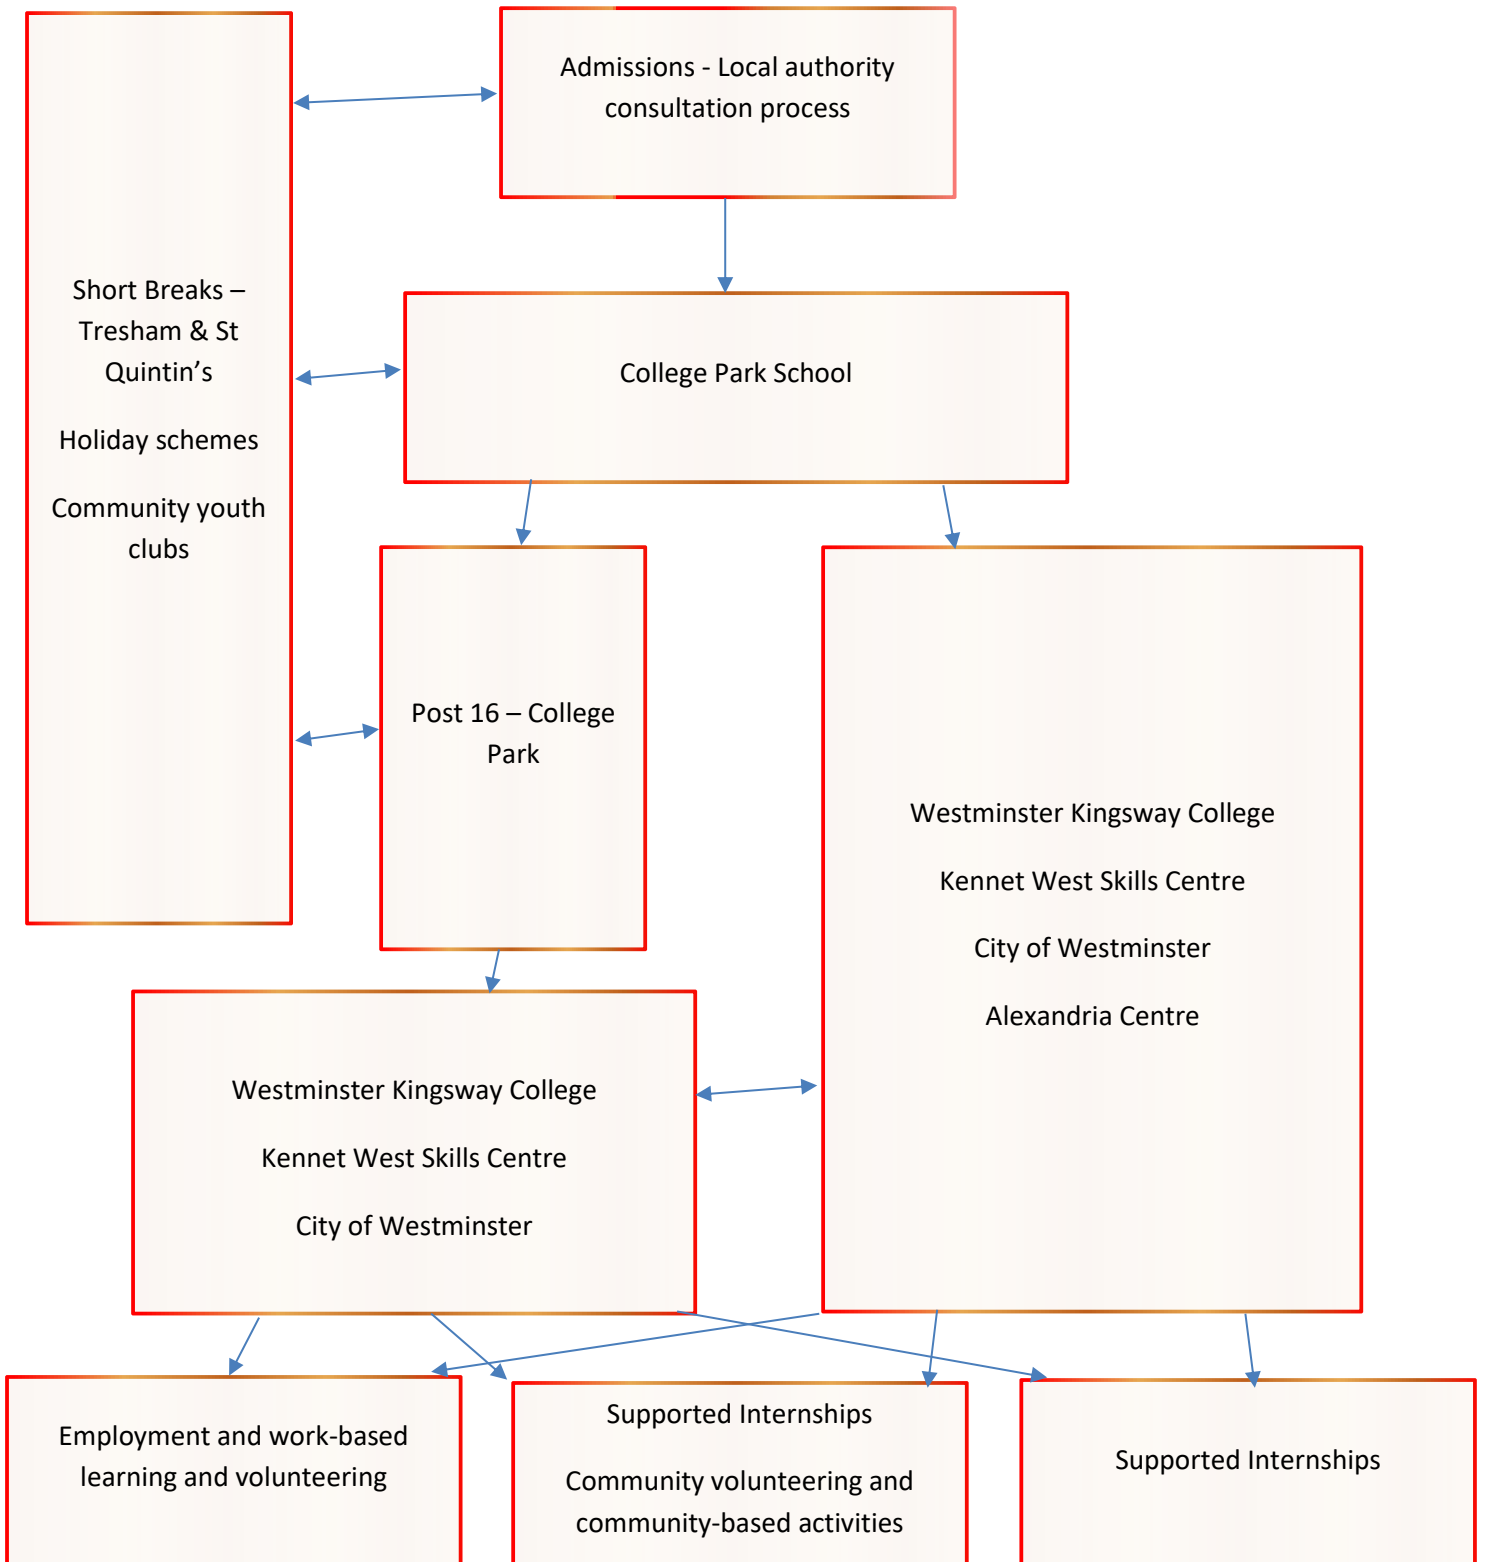 Admissions - Local authority
consultation process
Short Breaks –
Tresham & St
Quintin’s
Holiday schemes
Community youth
clubs
College Park School
Post 16 – College
Park
Westminster Kingsway College
Kennet West Skills Centre
City of Westminster
Alexandria Centre
Westminster Kingsway College
Kennet West Skills Centre
City of Westminster
Employment and work-based
learning and volunteering
Supported Internships
Community volunteering and
community-based activities
Supported Internships